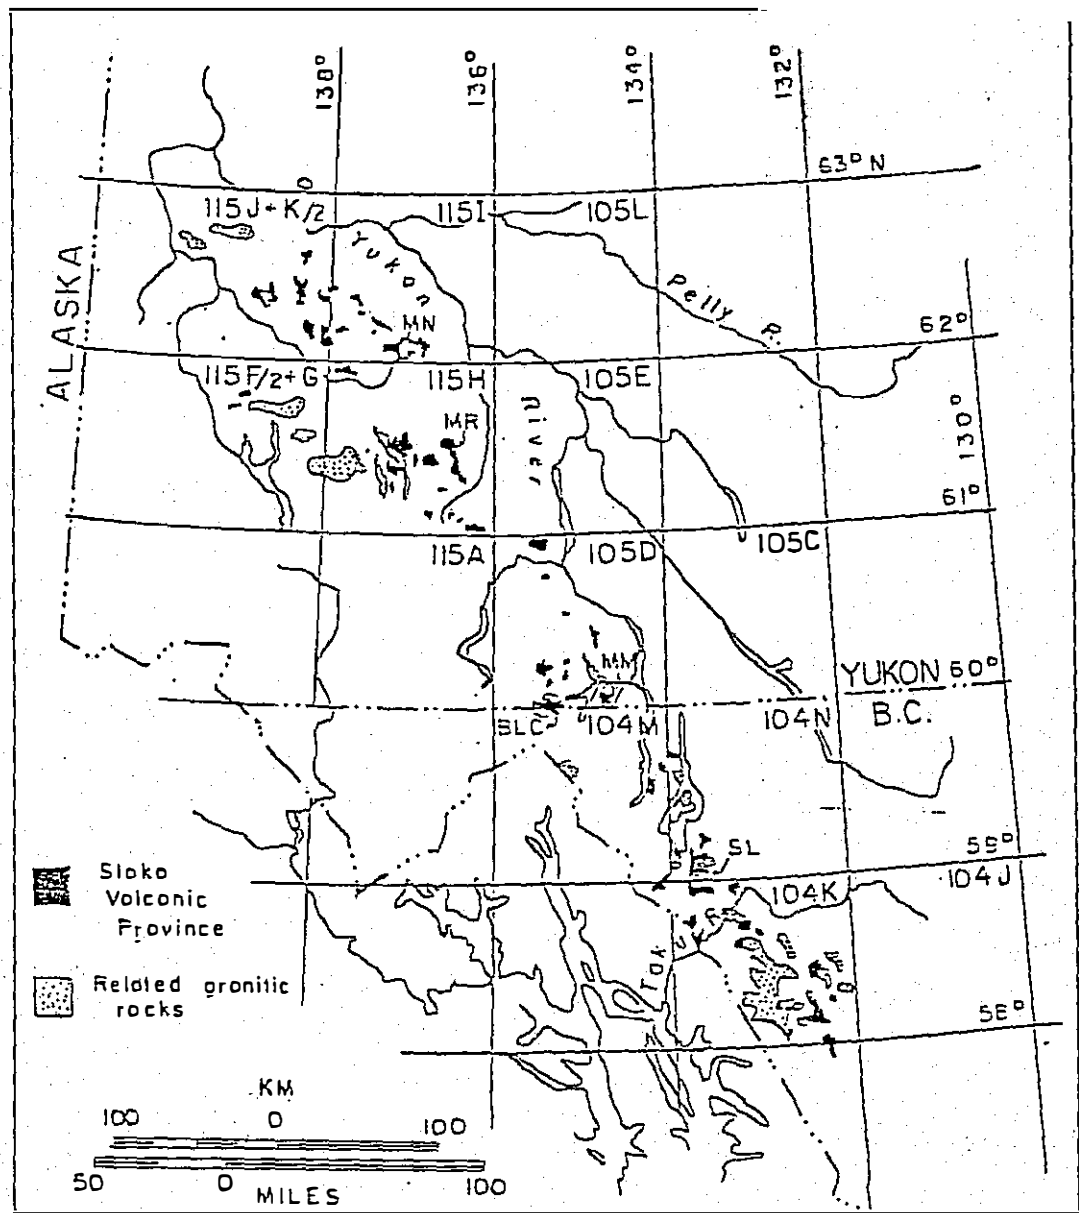 138°
136°
134°
132°
63° N
115J + K/2
115I
105L
Yukon
ALASKA
Pelly R.
MN
62°
115F/2 + G
115H
105E
River
MR
130°
61°
115A
105D
105C
MM
YUKON 60°
SLC
104M
104N
B.C.
SL
59°
104J
104K
Sloko
Volcanic
Province
Taku R.
Related granitic
rocks
58°
KM
100 0 100
50 0 100
MILES